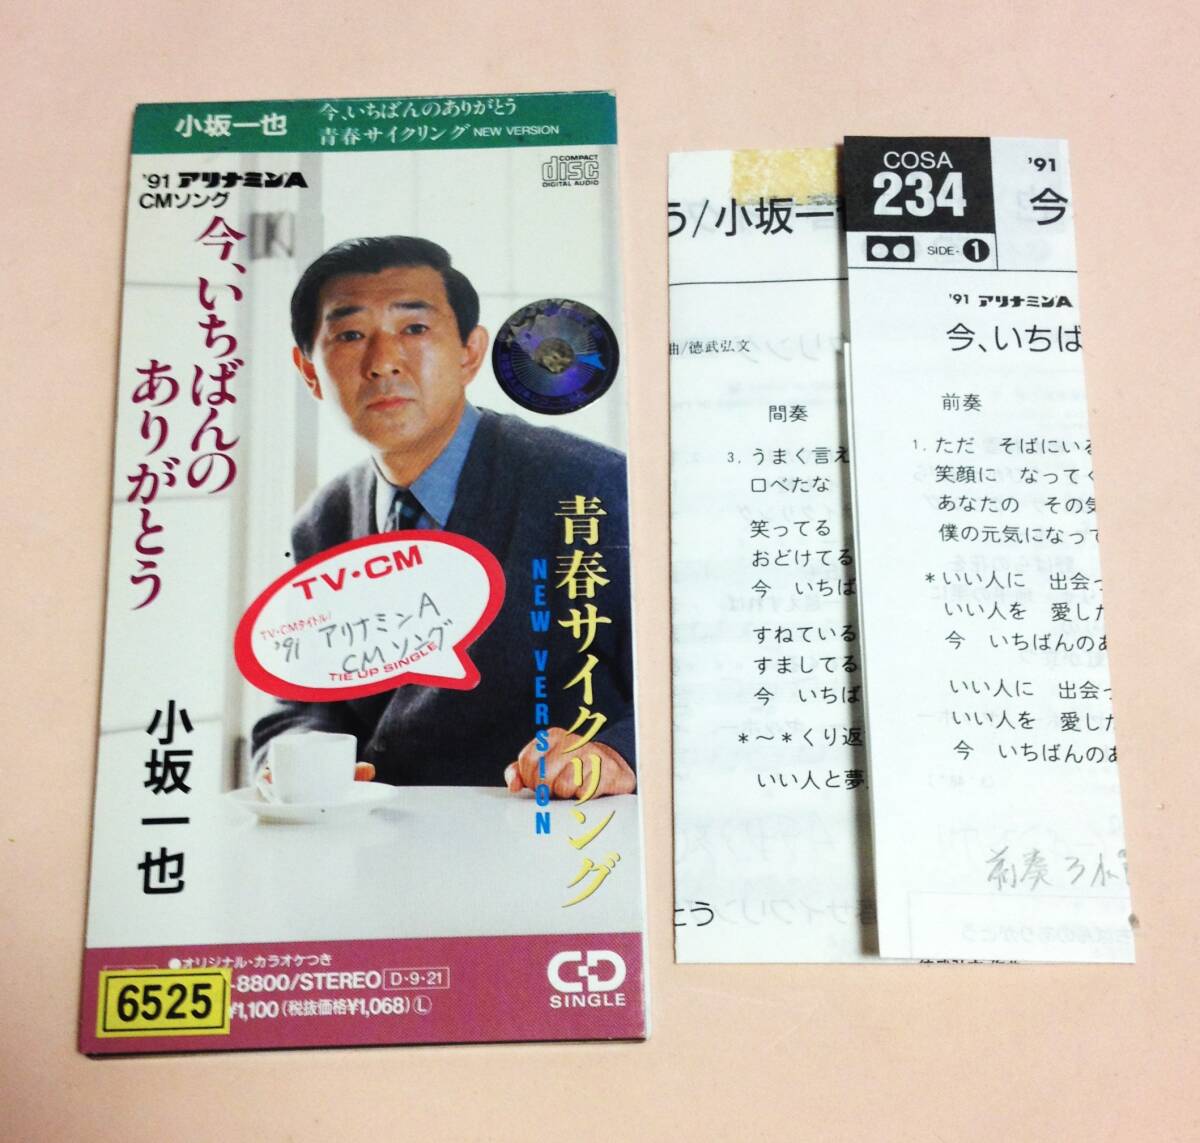 小坂一也
今、いちばんのありがとう
青春サイクリング NEW VERSION
'91 アリナミンA
CMソング
COMPACT
disc
DIGITAL AUDIO
今、いちばんの
ありがとう
小坂一也
青春サイクリング
NEW VERSION
TV・CM
TV・CMタイトル/
'91 アリナミンA
CMソング
TIE UP SINGLE
●オリジナル・カラオケつき
-8800/STEREO D・9・21
¥1,100(税抜価格¥1,068)Ⓛ
6525
CD
SINGLE
う/小坂一也
曲/徳武弘文
間奏
3. うまく言え
口べたな
笑ってる
おどけてる
今 いちば
すねている
すましてる
今 いちば
*〜*くり返
いい人と夢
とう
COSA
234
SIDE-1
'91
今
'91 アリナミンA
今、いちば
前奏
1. ただ そばにいる
笑顔に なってく
あなたの その気
僕の元気になって
*いい人に 出会っ
いい人を 愛した
今 いちばんのあ
いい人に 出会っ
いい人を 愛した
今 いちばんのあ
前奏